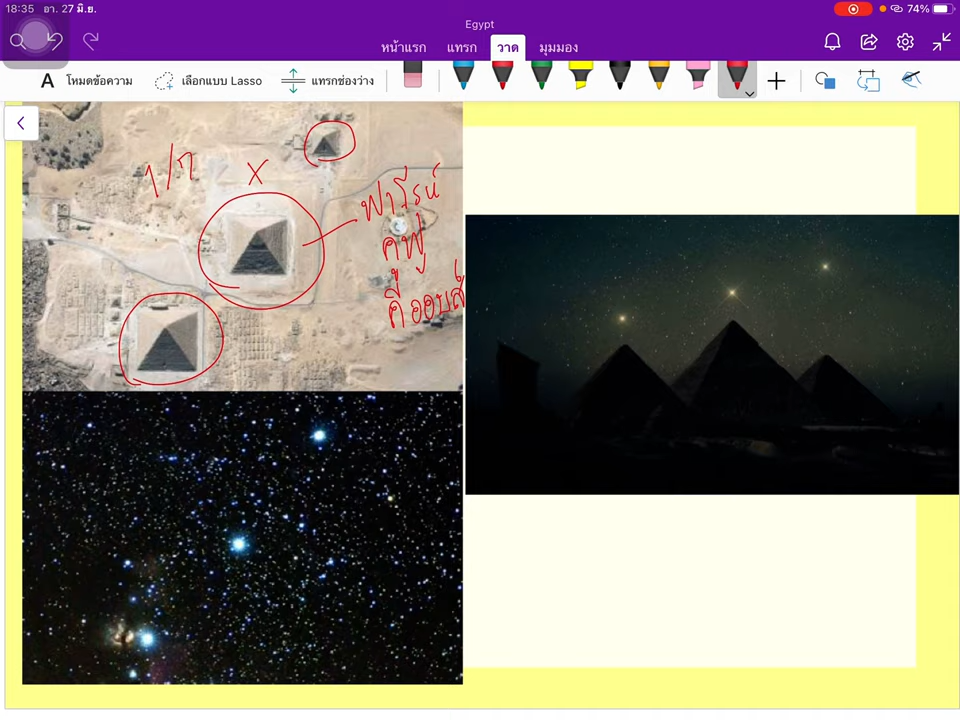 18:35 อา. 27 มิ.ย.
74%
Egypt
หน้าแรก แทรก วาด มุมมอง
A โหมดข้อความ เลือกแบบ Lasso แทรกช่องว่าง
X
ฟาโรห์
คูฟู
คีออบส์